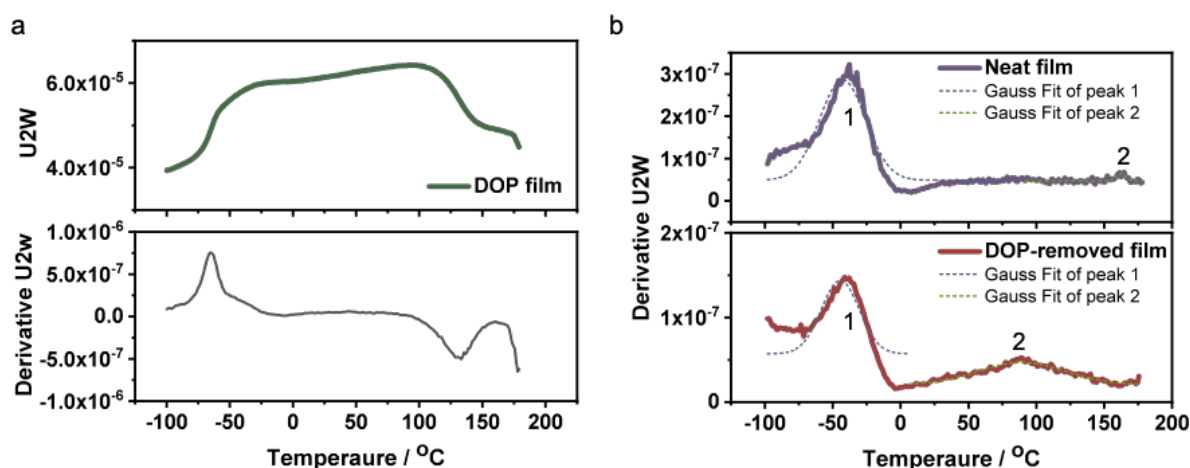 a
U2W
6.0x10-5
4.0x10-5
DOP film
Derivative U2w
1.0x10-6
5.0x10-7
0.0
-5.0x10-7
-1.0x10-6
-100 -50 0 50 100 150 200
Temperaure / OC
b
Derivative U2W
3x10-7
2x10-7
1x10-7
0
Neat film
Gauss Fit of peak 1
Gauss Fit of peak 2
1
2
2x10-7
1x10-7
0
DOP-removed film
Gauss Fit of peak 1
Gauss Fit of peak 2
1
2
-100 -50 0 50 100 150 200
Temperaure / OC